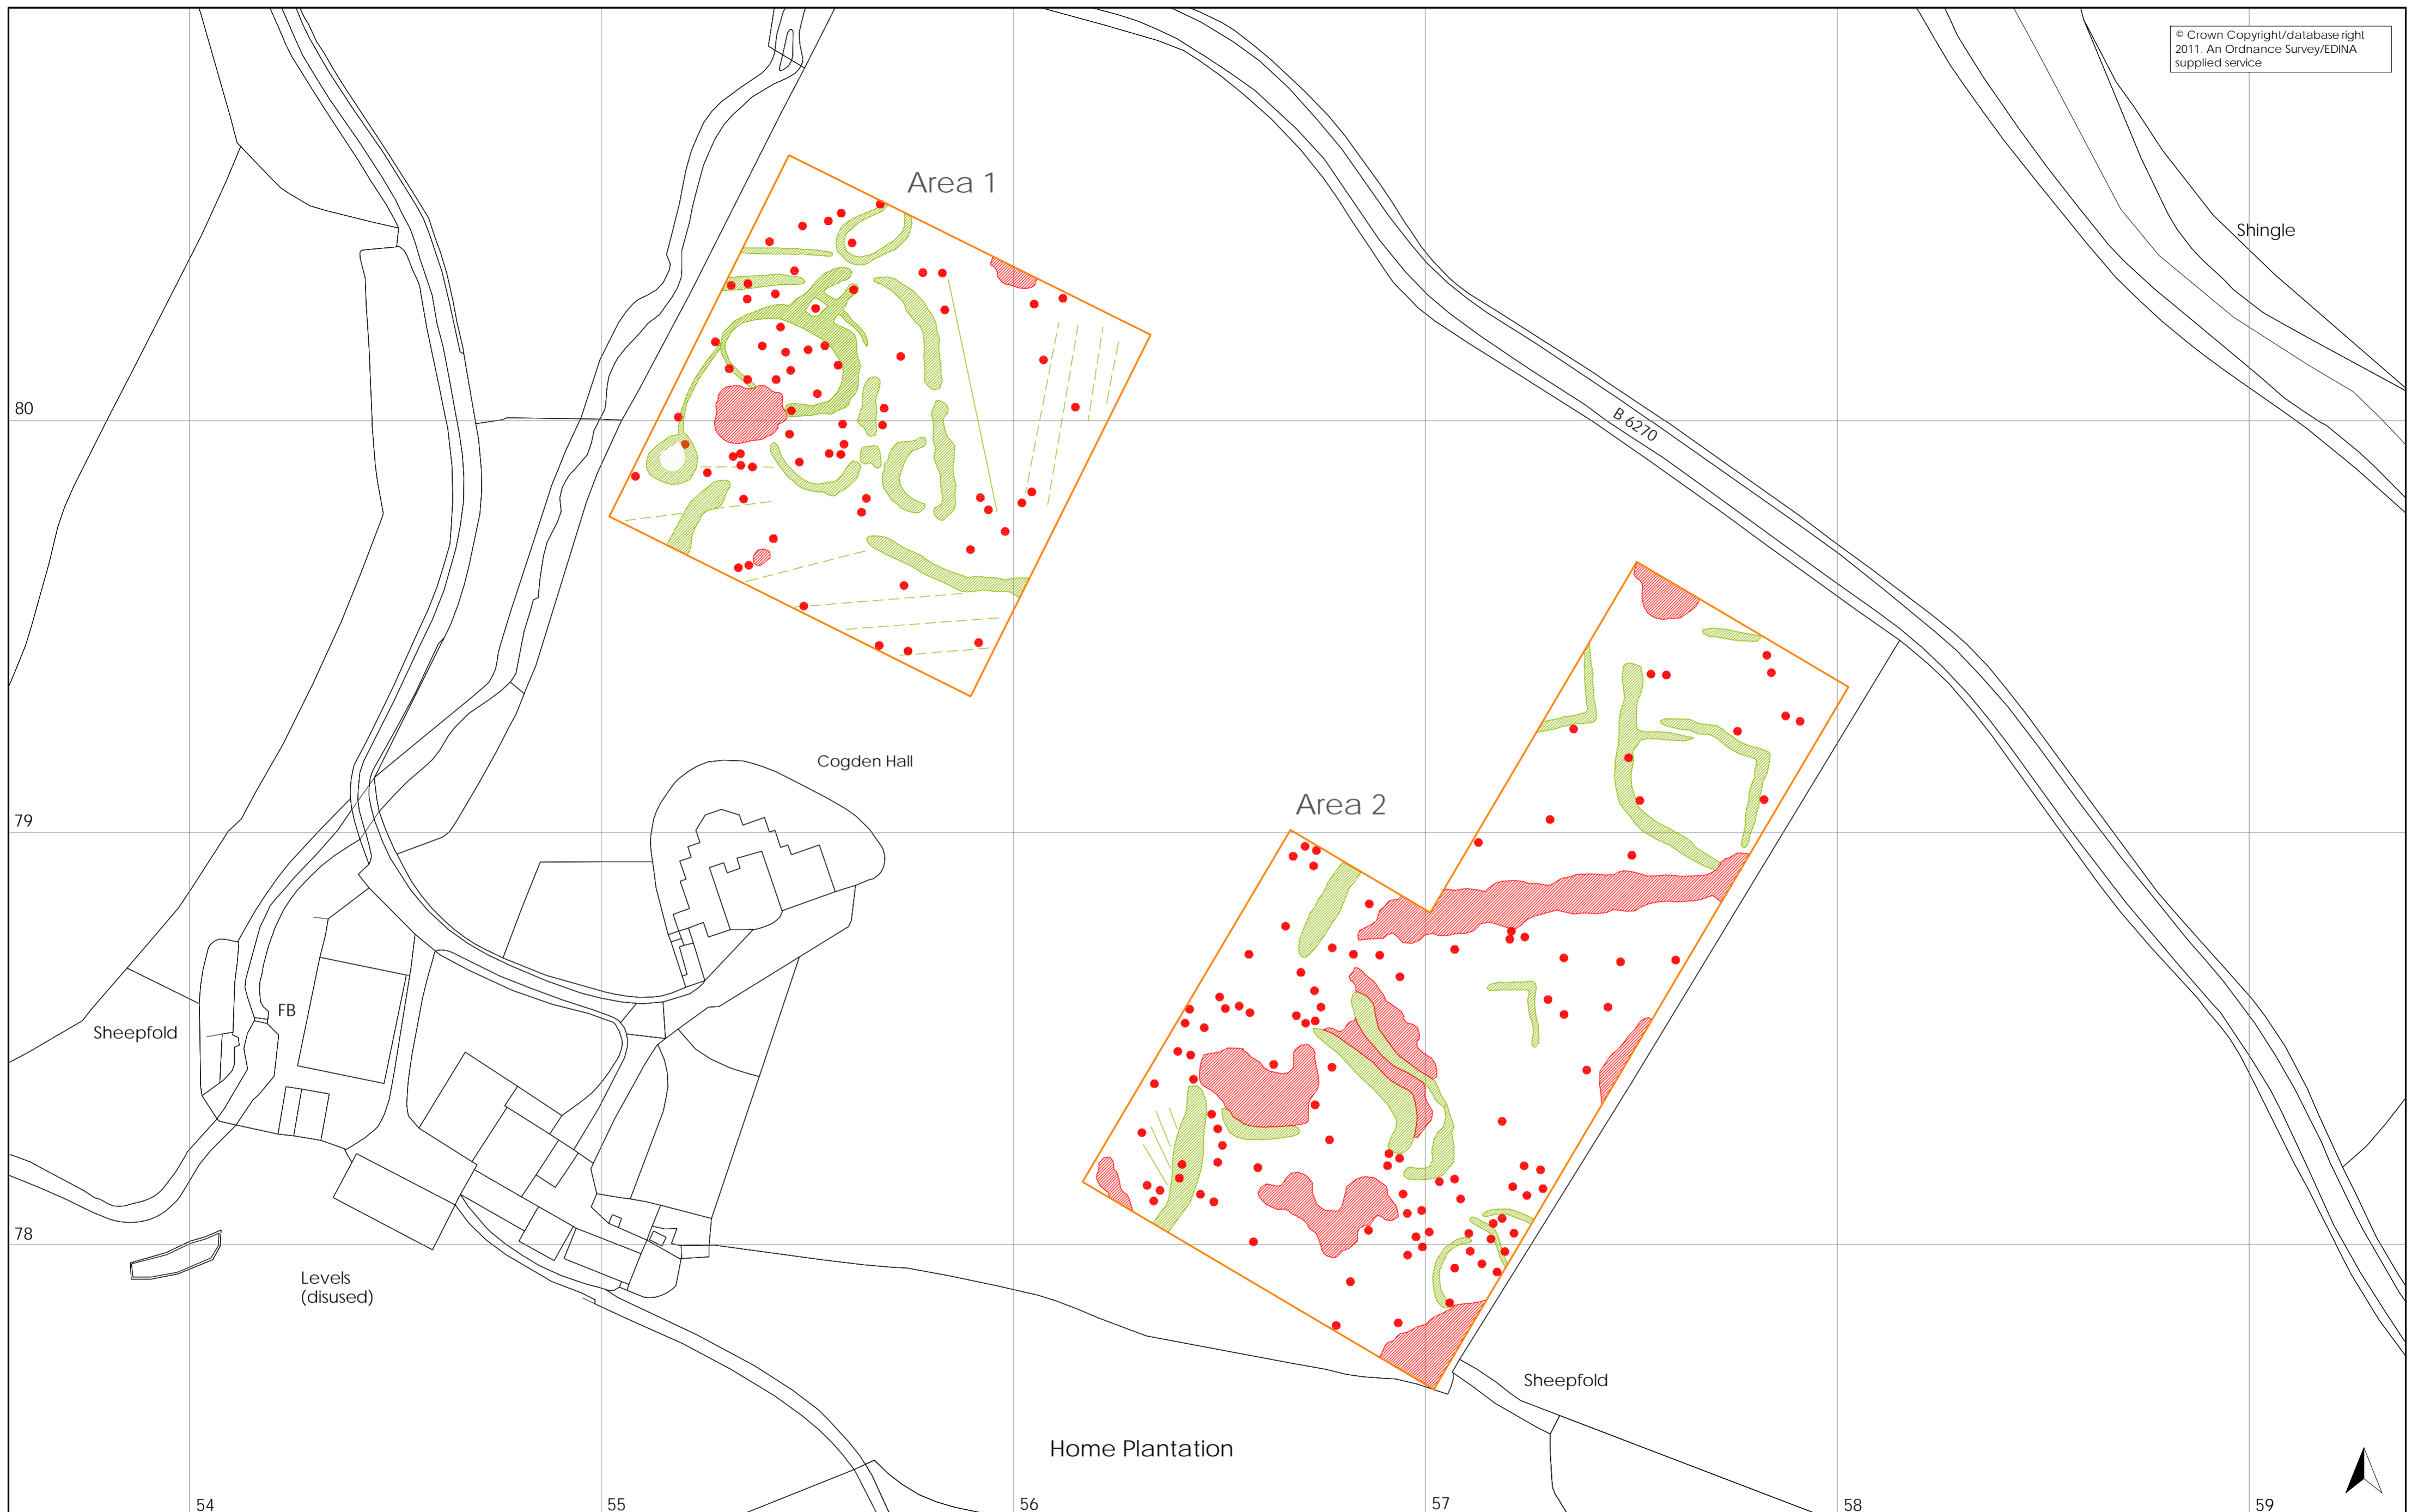 © Crown Copyright/database right
2011. An Ordnance Survey/EDINA
supplied service
Area 1
Shingle
80
B 6270
Cogden Hall
Area 2
79
FB
Sheepfold
78
Levels
(disused)
Sheepfold
Home Plantation
54
55
56
57
58
59